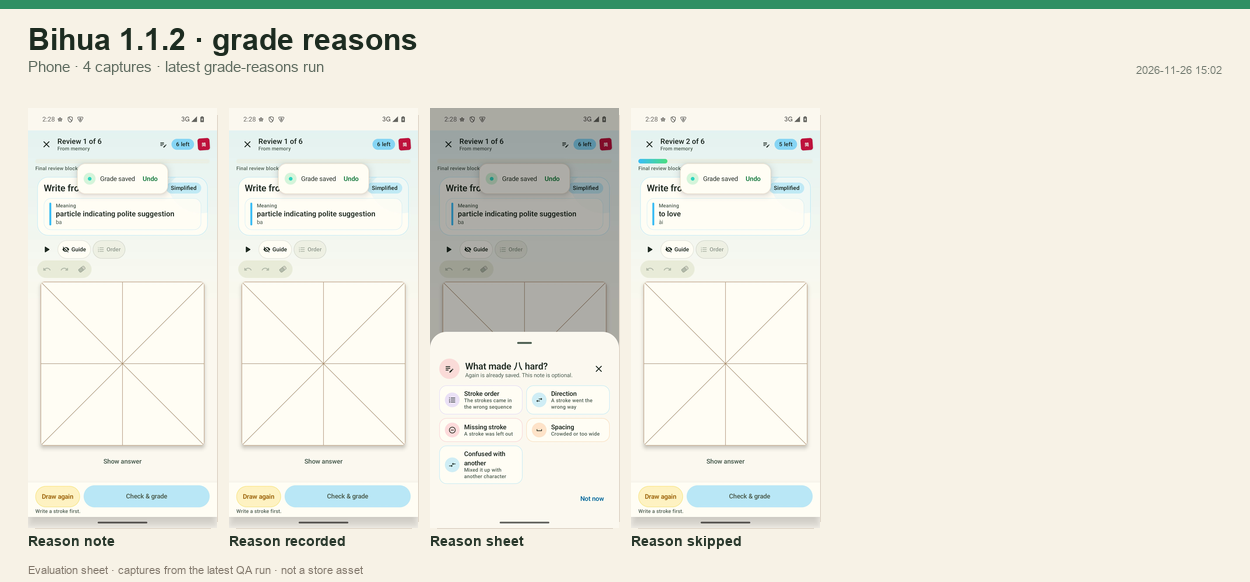 Bihua 1.1.2 · grade reasons
Phone · 4 captures · latest grade-reasons run
2026-11-26 15:02
2:28
3G
Review 1 of 6
From memory
6 left
Final review block
Grade saved
Undo
Write fro
Simplified
Meaning
particle indicating polite suggestion
ba
Guide
Order
Show answer
Draw again
Check & grade
Write a stroke first.
Reason note
2:28
3G
Review 1 of 6
From memory
6 left
Final review block
Grade saved
Undo
Write fro
Simplified
Meaning
particle indicating polite suggestion
ba
Guide
Order
Show answer
Draw again
Check & grade
Write a stroke first.
Reason recorded
2:28
3G
Review 1 of 6
From memory
6 left
Final review block
Grade saved
Undo
Write fro
Simplified
Meaning
particle indicating polite suggestion
ba
Guide
Order
What made 八 hard?
Again is already saved. This note is optional.
Stroke order
The strokes came in
the wrong sequence
Direction
A stroke went the
wrong way
Missing stroke
A stroke was left out
Spacing
Crowded or too wide
Confused with
another
Mixed it up with
another character
Not now
Reason sheet
2:28
3G
Review 2 of 6
From memory
5 left
Final review block
Grade saved
Undo
Write fro
Simplified
Meaning
to love
ài
Guide
Order
Show answer
Draw again
Check & grade
Write a stroke first.
Reason skipped
Evaluation sheet · captures from the latest QA run · not a store asset